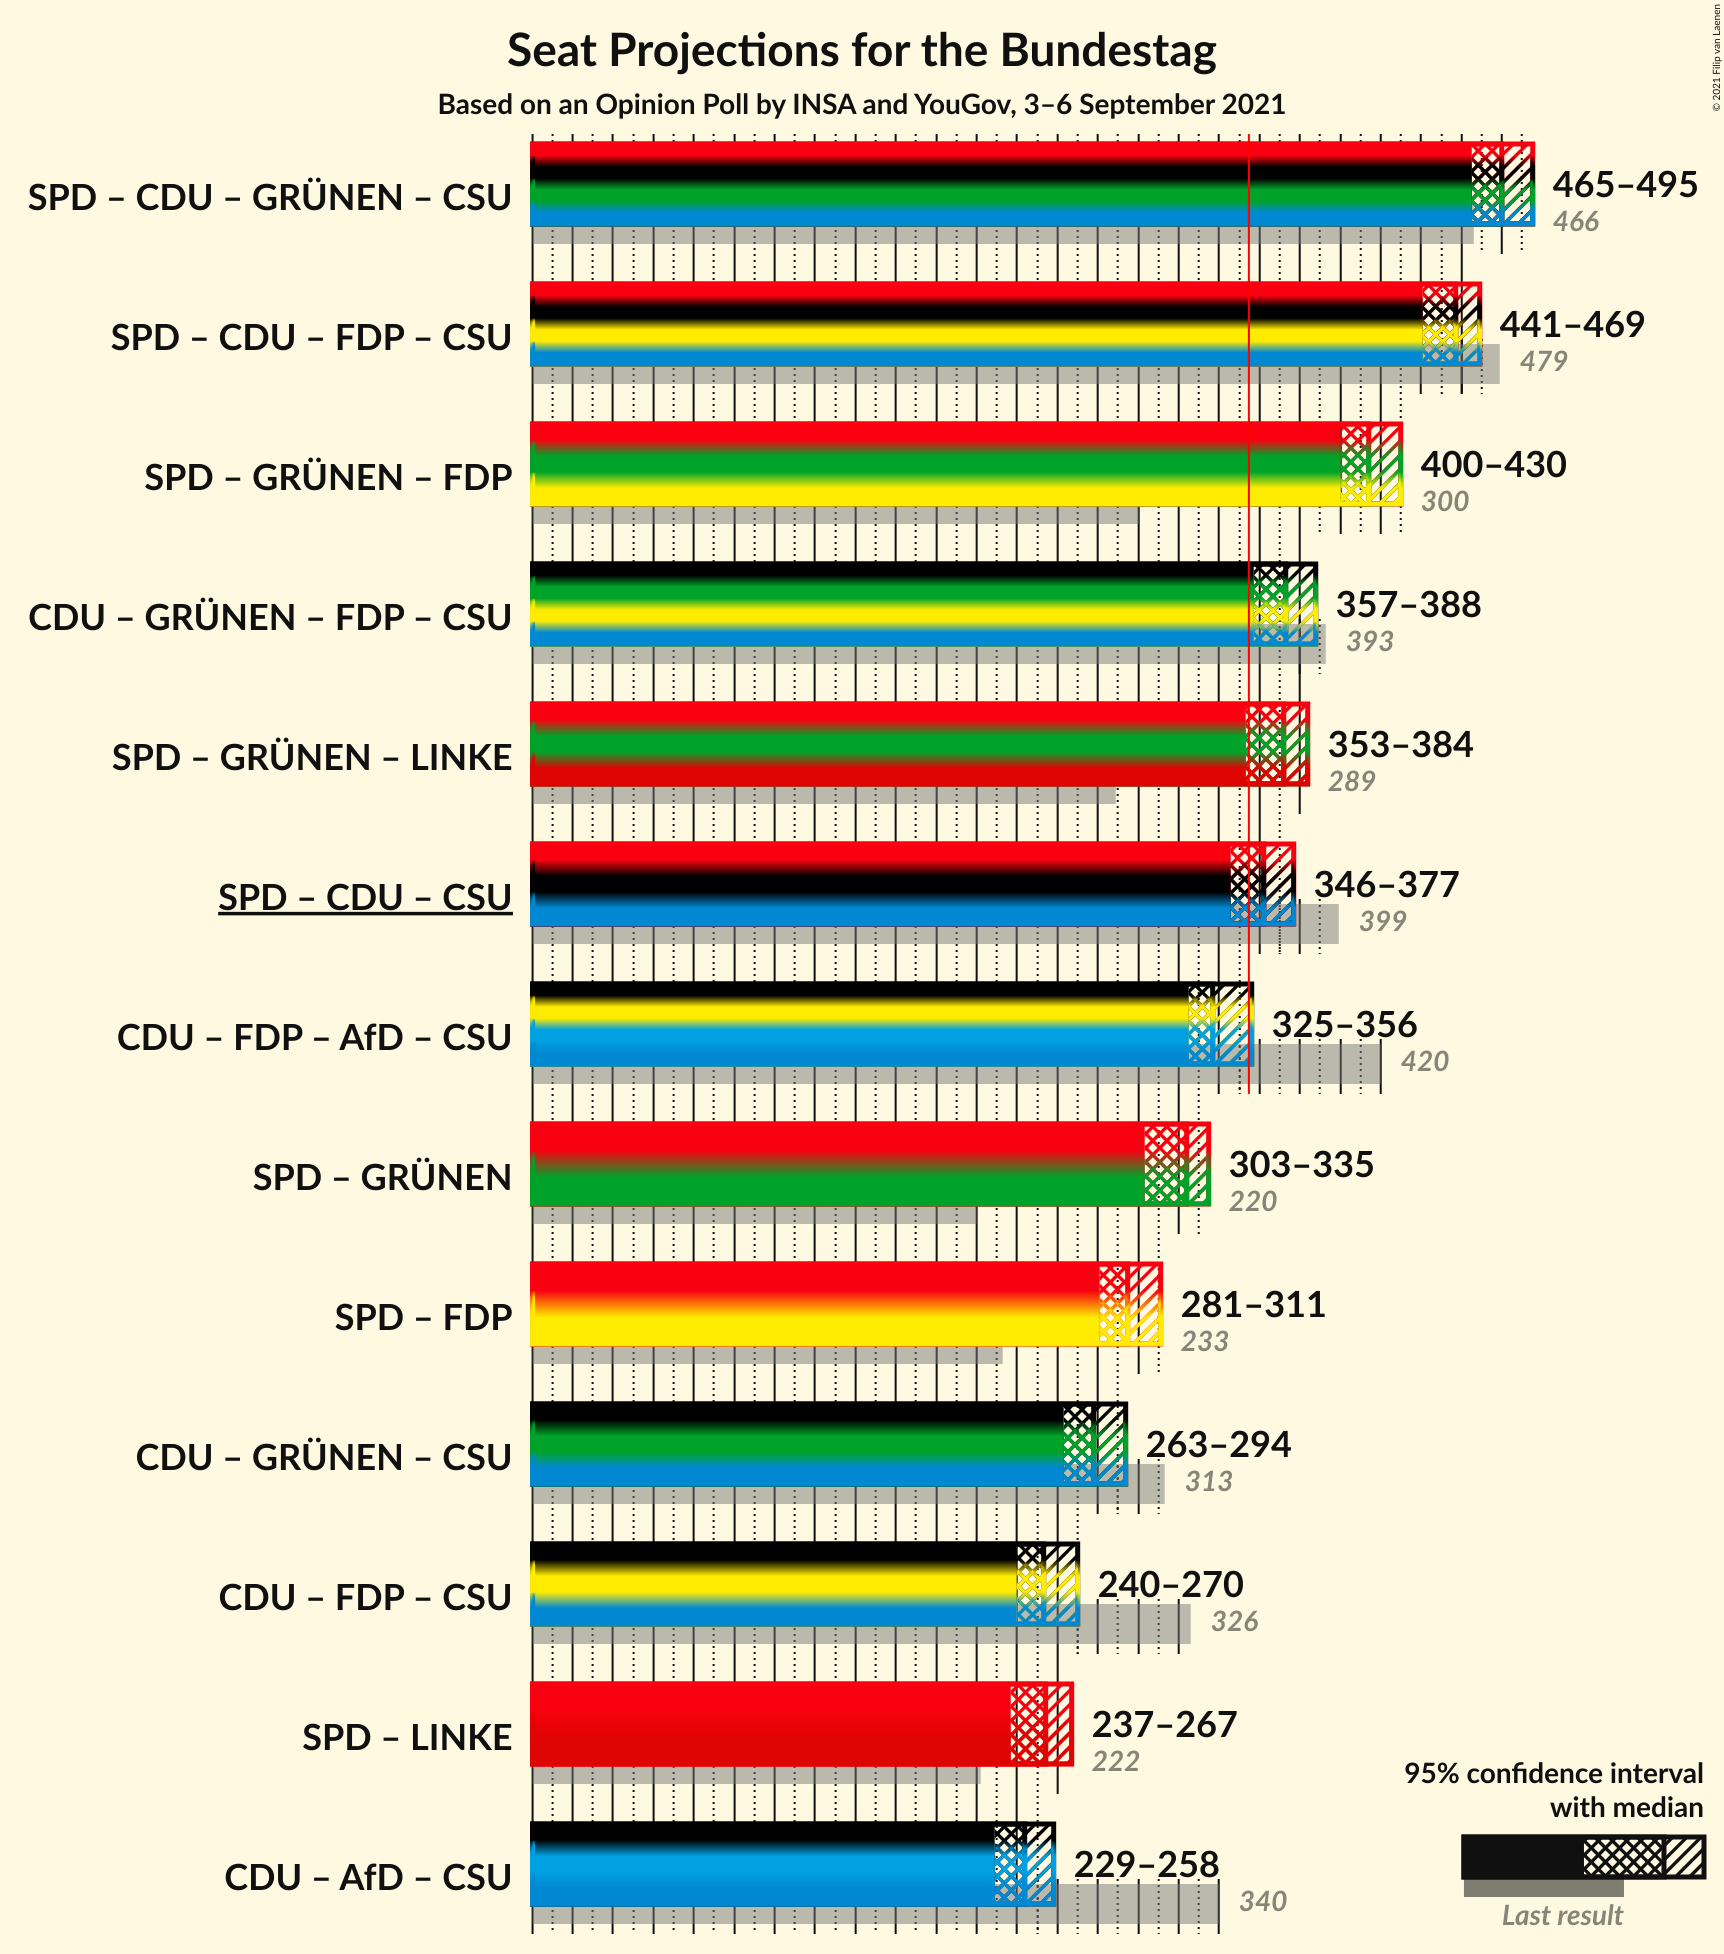 Seat Projections for the Bundestag
Based on an Opinion Poll by INSA and YouGov, 3–6 September 2021
© 2021 Filip van Laenen
SPD – CDU – GRÜNEN – CSU
465–495
466
SPD – CDU – FDP – CSU
441–469
479
SPD – GRÜNEN – FDP
400–430
300
CDU – GRÜNEN – FDP – CSU
357–388
393
SPD – GRÜNEN – LINKE
353–384
289
SPD – CDU – CSU
346–377
399
CDU – FDP – AfD – CSU
325–356
420
SPD – GRÜNEN
303–335
220
SPD – FDP
281–311
233
CDU – GRÜNEN – CSU
263–294
313
CDU – FDP – CSU
240–270
326
SPD – LINKE
237–267
222
CDU – AfD – CSU
229–258
340
95% confidence interval
with median
Last result